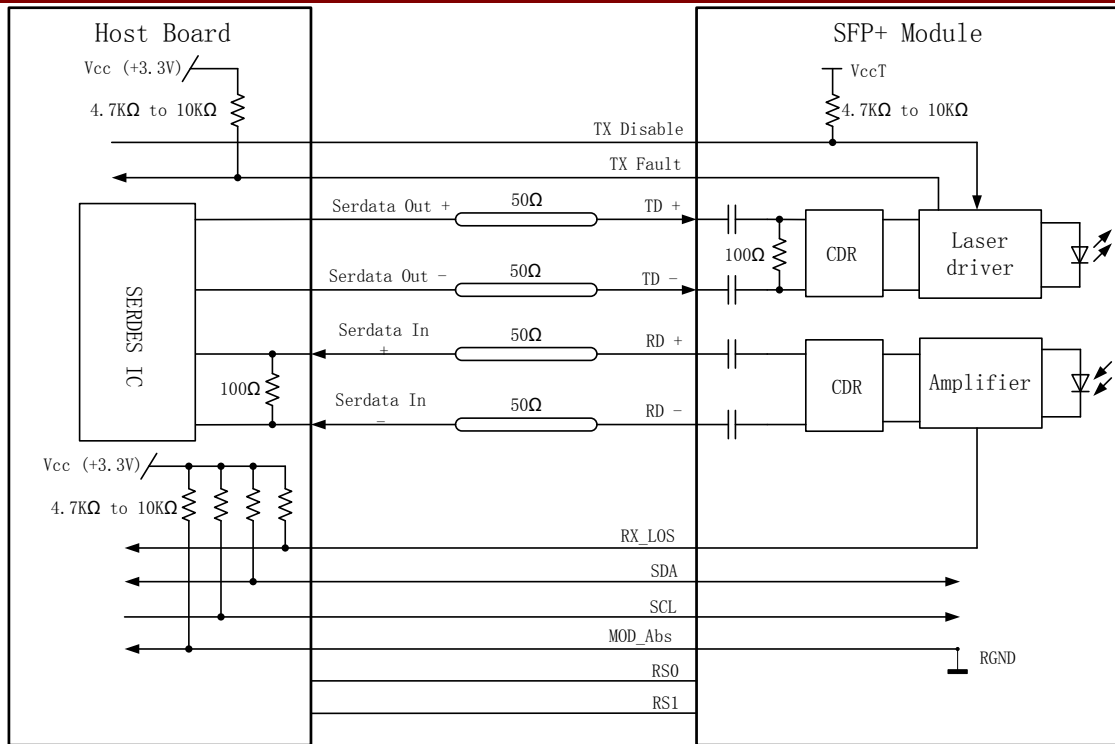 Host Board
SFP+ Module
Vcc (+3.3V)
VccT
4.7KΩ to 10KΩ
4.7KΩ to 10KΩ
TX Disable
TX Fault
Serdata Out +
50Ω
TD +
100Ω
CDR
Laser
driver
Serdata Out -
50Ω
TD -
SERDES IC
Serdata In
+
50Ω
RD +
100Ω
CDR
Amplifier
Serdata In
-
50Ω
RD -
Vcc (+3.3V)
4.7KΩ to 10KΩ
RX_LOS
SDA
SCL
MOD_Abs
RGND
RS0
RS1